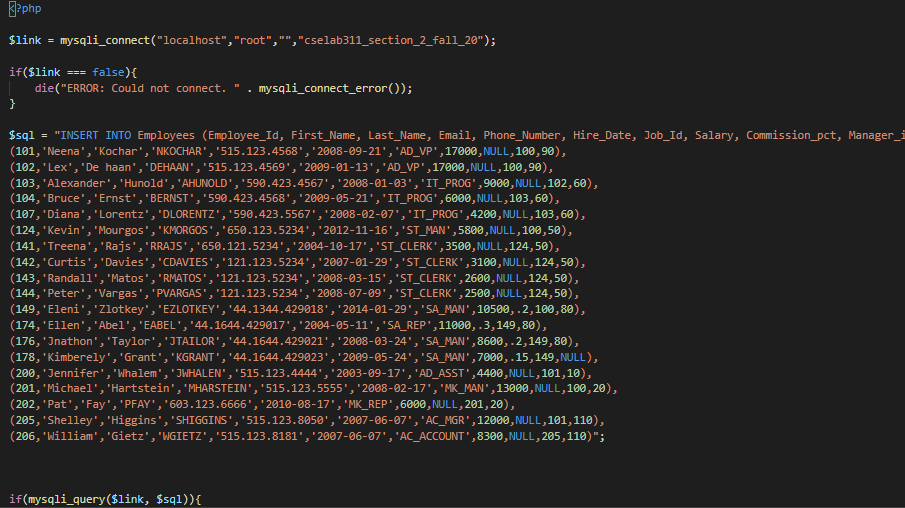 <?php
$link = mysqli_connect("localhost","root","","cselab311_section_2_fall_20");
if($link === false){
die("ERROR: Could not connect. " . mysqli_connect_error());
}
$sql = "INSERT INTO Employees (Employee_Id, First_Name, Last_Name, Email, Phone_Number, Hire_Date, Job_Id, Salary, Commission_pct, Manager_i
(101,'Neena','Kochar','NKOCHAR','515.123.4568','2008-09-21','AD_VP',17000,NULL,100,90),
(102,'Lex','De haan','DEHAAN','515.123.4569','2009-01-13','AD_VP',17000,NULL,100,90),
(103,'Alexander','Hunold','AHUNOLD','590.423.4567','2008-01-03','IT_PROG',9000,NULL,102,60),
(104,'Bruce','Ernst','BERNST','590.423.4568','2009-05-21','IT_PROG',6000,NULL,103,60),
(107,'Diana','Lorentz','DLORENTZ','590.423.5567','2008-02-07','IT_PROG',4200,NULL,103,60),
(124,'Kevin','Mourgos','KMORGOS','650.123.5234','2012-11-16','ST_MAN',5800,NULL,100,50),
(141,'Treena','Rajs','RRAJS','650.121.5234','2004-10-17','ST_CLERK',3500,NULL,124,50),
(142,'Curtis','Davies','CDAVIES','121.123.5234','2007-01-29','ST_CLERK',3100,NULL,124,50),
(143,'Randall','Matos','RMATOS','121.123.5234','2008-03-15','ST_CLERK',2600,NULL,124,50),
(144,'Peter','Vargas','PVARGAS','121.123.5234','2008-07-09','ST_CLERK',2500,NULL,124,50),
(149,'Eleni','Zlotkey','EZLOTKEY','44.1344.429018','2014-01-29','SA_MAN',10500,.2,100,80),
(174,'Ellen','Abel','EABEL','44.1644.429017','2004-05-11','SA_REP',11000,.3,149,80),
(176,'Jnathon','Taylor','JTAILOR','44.1644.429021','2008-03-24','SA_MAN',8600,.2,149,80),
(178,'Kimberely','Grant','KGRANT','44.1644.429023','2009-05-24','SA_MAN',7000,.15,149,NULL),
(200,'Jennifer','Whalem','JWHALEN','515.123.4444','2003-09-17','AD_ASST',4400,NULL,101,10),
(201,'Michael','Hartstein','MHARSTEIN','515.123.5555','2008-02-17','MK_MAN',13000,NULL,100,20),
(202,'Pat','Fay','PFAY','603.123.6666','2010-08-17','MK_REP',6000,NULL,201,20),
(205,'Shelley','Higgins','SHIGGINS','515.123.8050','2007-06-07','AC_MGR',12000,NULL,101,110),
(206,'William','Gietz','WGIETZ','515.123.8181','2007-06-07','AC_ACCOUNT',8300,NULL,205,110)";
if(mysqli_query($link, $sql)){